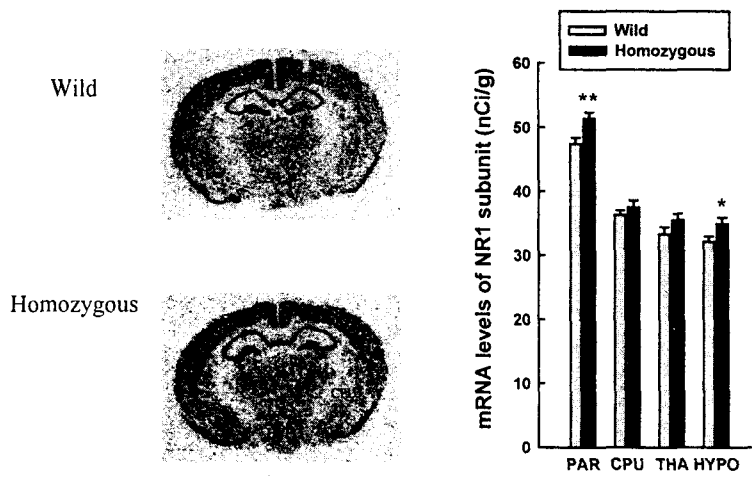 Wild
Homozygous
Wild
Homozygous
mRNA levels of NR1 subunit (nCi/g)
60
50
40
30
20
10
0
**
*
PAR CPU THA HYPO